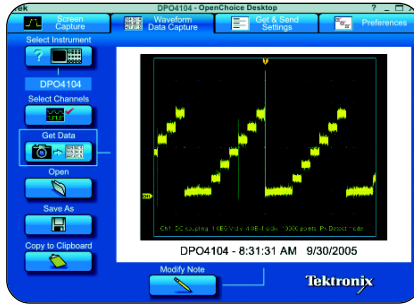 DPO4104 - OpenChoice Desktop
Screen Capture
Waveform Data Capture
Get & Send Settings
Preferences
Select Instrument
DPO4104
Select Channels
Get Data
Open
Save As
Copy to Clipboard
DPO4104 - 8:31:31 AM 9/30/2005
Modify Note
Tektronix